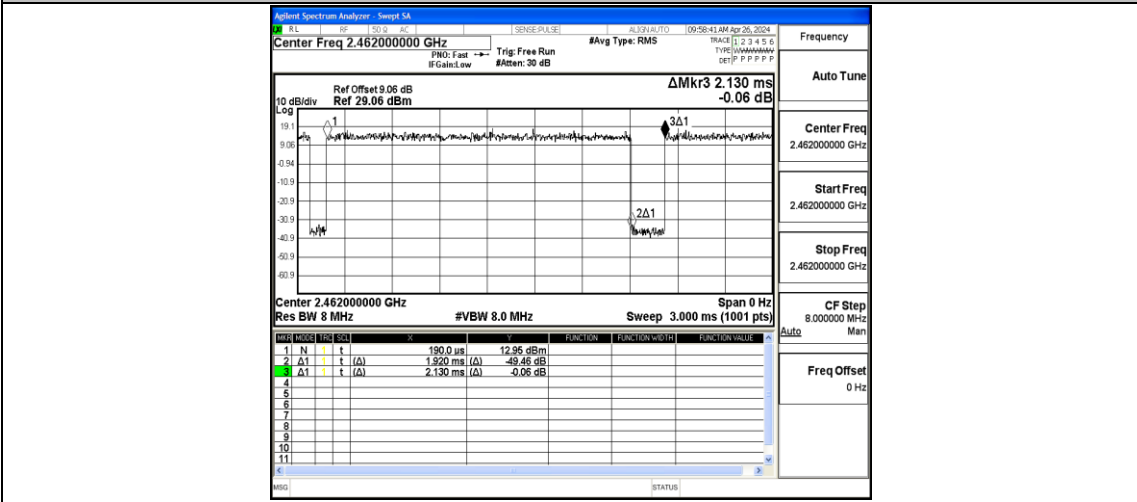 Agilent Spectrum Analyzer - Swept SA
RL RF 50 Ω AC SENSE:PULSE ALIGN AUTO 09:58:41 AM Apr 26, 2024
Center Freq 2.462000000 GHz
PNO: Fast
IFGain:Low
Trig: Free Run
#Atten: 30 dB
#Avg Type: RMS
TRACE 1 2 3 4 5 6
TYPE WWWWWW
DET P P P P P P
Frequency
ΔMkr3 2.130 ms
-0.06 dB
Ref Offset 9.06 dB
10 dB/div Ref 29.06 dBm
Log
19.1
9.06
-0.94
-10.9
-20.9
-30.9
-40.9
-50.9
-60.9
1
3Δ1
2Δ1
Center 2.462000000 GHz Span 0 Hz
Res BW 8 MHz #VBW 8.0 MHz Sweep 3.000 ms (1001 pts)
MKR MODE TRC SCL X Y FUNCTION FUNCTION WIDTH FUNCTION VALUE
1 N 1 t 190.0 us 12.95 dBm
2 Δ1 1 t (Δ) 1.920 ms (Δ) -49.46 dB
3 Δ1 1 t (Δ) 2.130 ms (Δ) -0.06 dB
4
5
6
7
8
9
10
11
MSG STATUS
Auto Tune
Center Freq
2.462000000 GHz
Start Freq
2.462000000 GHz
Stop Freq
2.462000000 GHz
CF Step
8.000000 MHz
Auto Man
Freq Offset
0 Hz